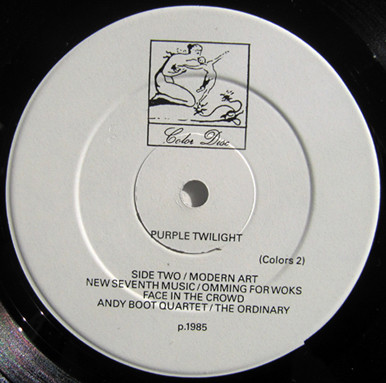 Color Disc
PURPLE TWILIGHT
(Colors 2)
SIDE TWO / MODERN ART
NEW SEVENTH MUSIC / OMMING FOR WOKS
FACE IN THE CROWD
ANDY BOOT QUARTET / THE ORDINARY
p.1985